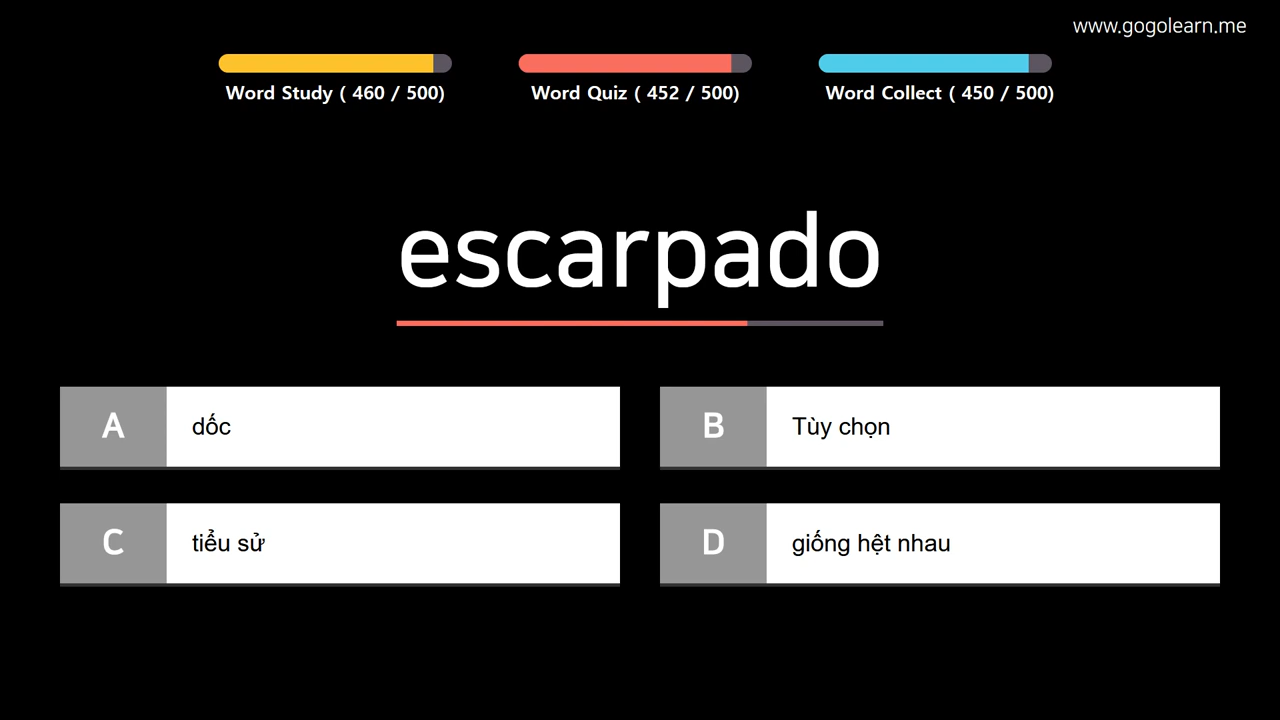 www.gogolearn.me
Word Study ( 460 / 500)
Word Quiz ( 452 / 500)
Word Collect ( 450 / 500)
escarpado
A dốc
B Tùy chọn
C tiểu sử
D giống hệt nhau